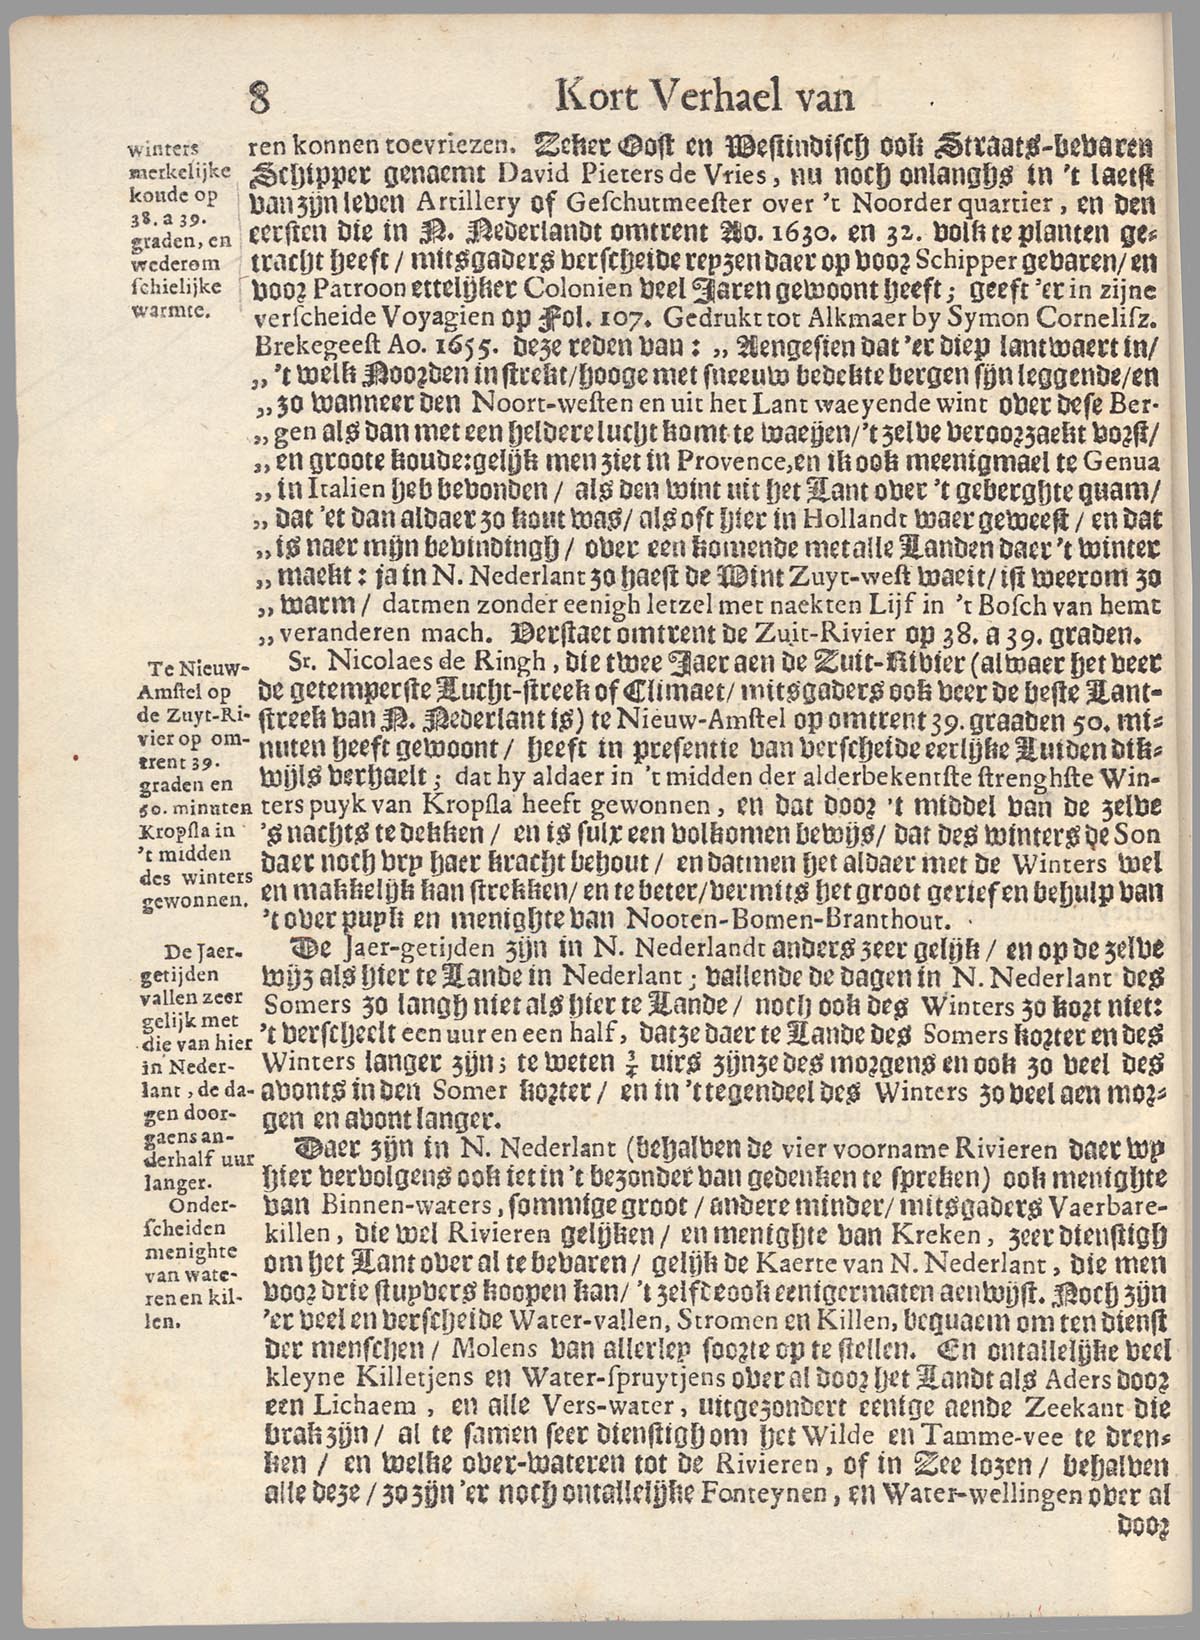 8 Kort Verhael van
winters
merkelijke
koude op
38. a 39.
graden, en
wederom
schielijke
warmte.
ren konnen toevriezen. Zeker Oost en Westindisch ook Straats-bevaren
Schipper genaemt David Pieters de Vries, nu noch onlanghs in 't laetst
van zijn leven Artillery of Geschutmeester over 't Noorder quartier, en den
eersten die in N. Nederlandt omtrent Ao. 1630. en 32. volk te planten ge-
tracht heeft / mitsgaders verscheide repzen daer op voor Schipper gevaren / en
voor Patroon ettelijker Colonien veel Jaren gewoont heeft; geeft 'er in zijne
verscheide Voyagien op Fol. 107. Gedrukt tot Alkmaer by Symon Cornelisz.
Brekegeest Ao. 1655. deze reden van: „ Aengesien dat 'er diep lantwaert in /
„ 't welk Noorden in strekt / hooge met sneeuw bedekte bergen sijn leggende / en
„ zo wanneer den Noort-westen en uit het Lant waeyende wint over dese Ber-
„ gen als dan met een heldere lucht komt te waeyen / 't zelve veroorzaekt vorst /
„ en groote koude: gelijk men ziet in Provence, en ik ook meenigmael te Genua
„ in Italien heb bevonden / als den wint uit het Lant over 't geberghte quam /
„ dat 'et dan aldaer zo kout was / als oft hier in Hollandt waer geweest / en dat
„ is naer mijn bevindingh / over een komende met alle Landen daer 't winter
„ maekt: ja in N. Nederlant zo haest de Wint Zuyt-west waeit / ist weerom zo
„ warm / datmen zonder eenigh letzel met naekten Lijf in 't Bosch van hemt
„ veranderen mach. Verstaet omtrent de Zuit-Rivier op 38. a 39. graden.
Te Nieuw-
Amstel op
de Zuyt-Ri-
vier op om-
trent 39.
graden en
50. minuten
Kropsla in
't midden
des winters
gewonnen.
Sr. Nicolaes de Ringh, die twee Jaer aen de Zuit-Rivier (alwaer het veer
de getemperste Lucht-streek of Climaet / mitsgaders ook veer de beste Lant-
streek van N. Nederlant is) te Nieuw-Amstel op omtrent 39. graaden 50. mi-
nuten heeft gewoont / heeft in presentie van verscheide eerlijke Luiden dik-
wijls verhaelt; dat hy aldaer in 't midden der alderbekentste strenghste Win-
ters puyk van Kropsla heeft gewonnen, en dat door 't middel van de zelve
's nachts te dekken / en is sulx een volkomen bewijs / dat des winters de Son
daer noch vry haer kracht behout / en datmen het aldaer met de Winters wel
en makkelijk kan strekken / en te beter / vermits het groot gerief en behulp van
't over puyk en menighte van Nooten-Bomen-Branthout.
De Jaer-
getijden
vallen zeer
gelijk met
die van hier
in Neder-
lant, de da-
gen door-
gaens an-
derhalf uur
langer.
De Jaer-getijden zijn in N. Nederlandt anders zeer gelijk / en op de zelve
wijz als hier te Lande in Nederlant; vallende de dagen in N. Nederlant des
Somers zo langh niet als hier te Lande / noch ook des Winters zo kort niet:
't verscheelt een uur en een half, datze daer te Lande des Somers korter en des
Winters langer zijn; te weten ¾ uirs zijnze des morgens en ook zo veel des
avonts in den Somer korter / en in 't tegendeel des Winters zo veel aen mor-
gen en avont langer.
Onder-
scheiden
menighte
van wate-
ren en kil-
len.
Daer zijn in N. Nederlant (behalven de vier voorname Rivieren daer wy
hier vervolgens ook iet in 't bezonder van gedenken te spreken) ook menighte
van Binnen-waters, sommige groot / andere minder / mitsgaders Vaerbare-
killen, die wel Rivieren gelijken / en menighte van Kreken, zeer dienstigh
om het Lant over al te bevaren / gelijk de Kaerte van N. Nederlant, die men
voor drie stuyvers koopen kan / 't zelfde ook eenigermaten aenwijst. Noch zijn
'er veel en verscheide Water-vallen, Stromen en Killen, bequaem om ten dienst
der menschen / Molens van allerley soorte op te stellen. En ontallelijke veel
kleyne Killetjens en Water-spruytjens over al door het Landt als Aders door
een Lichaem, en alle Vers-water, uitgezondert eenige aende Zeekant die
brak zijn / al te samen seer dienstigh om het Wilde en Tamme-vee te dren-
ken / en welke over-wateren tot de Rivieren, of in Zee lozen / behalven
alle deze / zo zijn 'er noch ontallelijke Fonteynen, en Water-wellingen over al
door